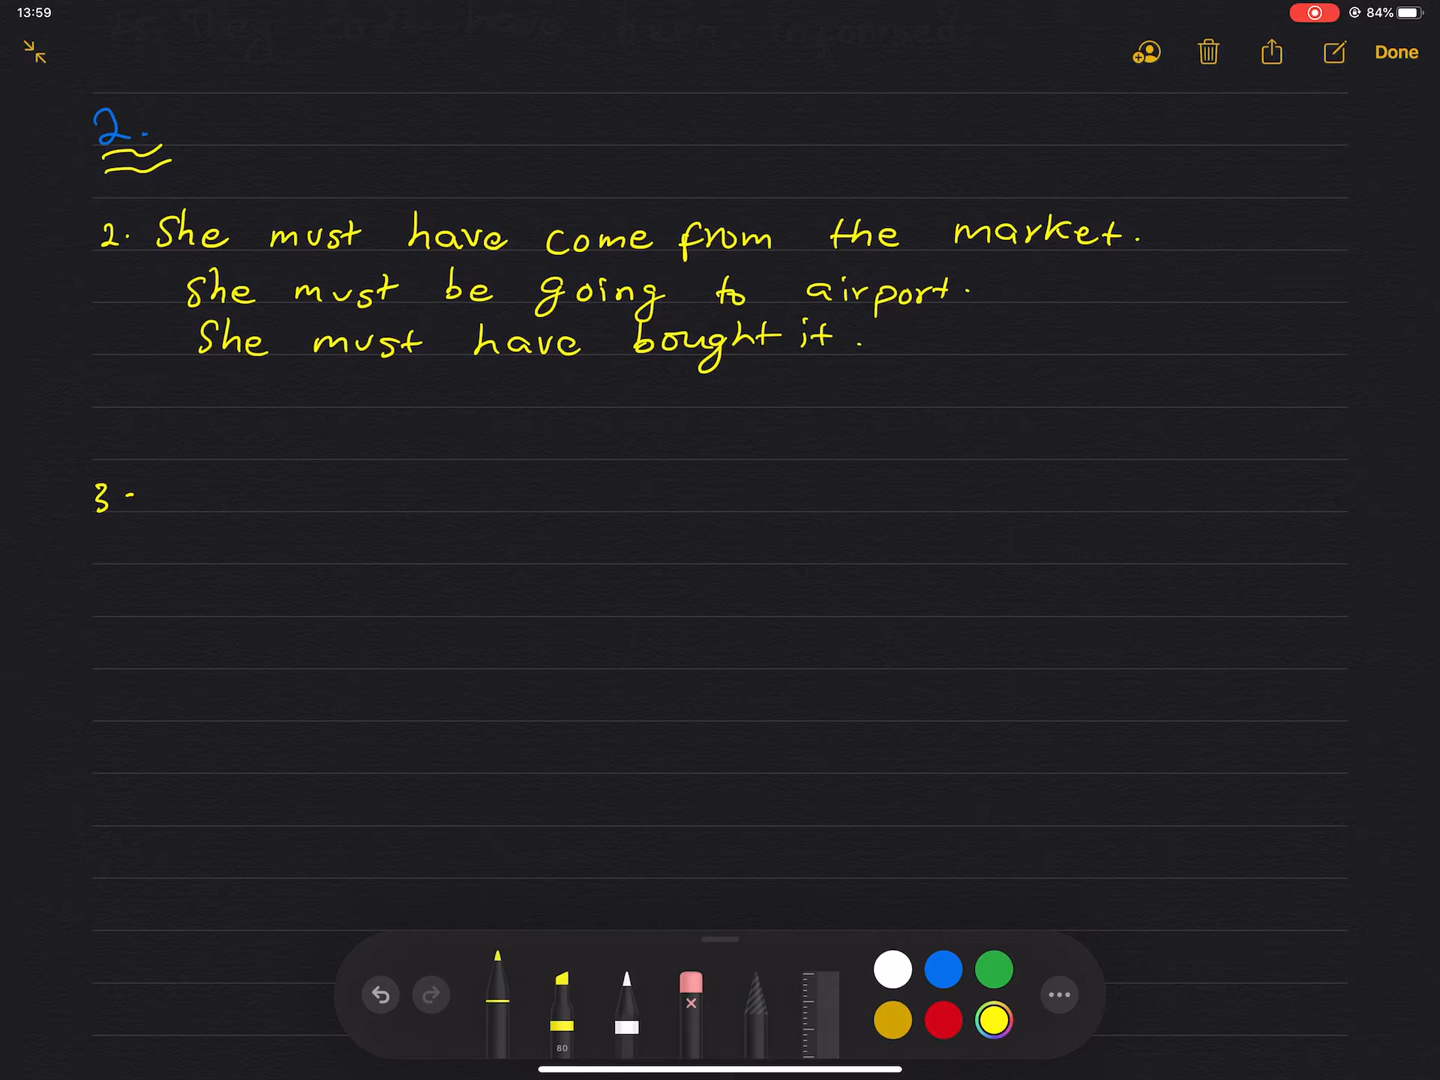 13:59
84%
Done
2.
2. She must have come from the market.
She must be going to airport.
She must have bought it.
3.
80